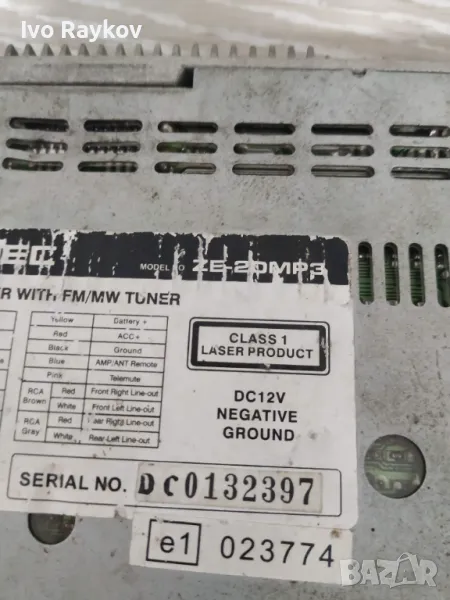 Ivo Raykov
MODEL NO ZE-20MP3
WITH FM/MW TUNER
Yellow Battery +
Red ACC+
Black Ground
Blue AMP/ANT Remote
Pink Telemute
RCA Brown Red Front Right Line-out
White Front Left Line-out
RCA Gray Red Rear Right Line-out
White Rear Left Line-out
CLASS 1
LASER PRODUCT
DC12V
NEGATIVE
GROUND
SERIAL NO. DC0132397
e1 023774
BAZAR